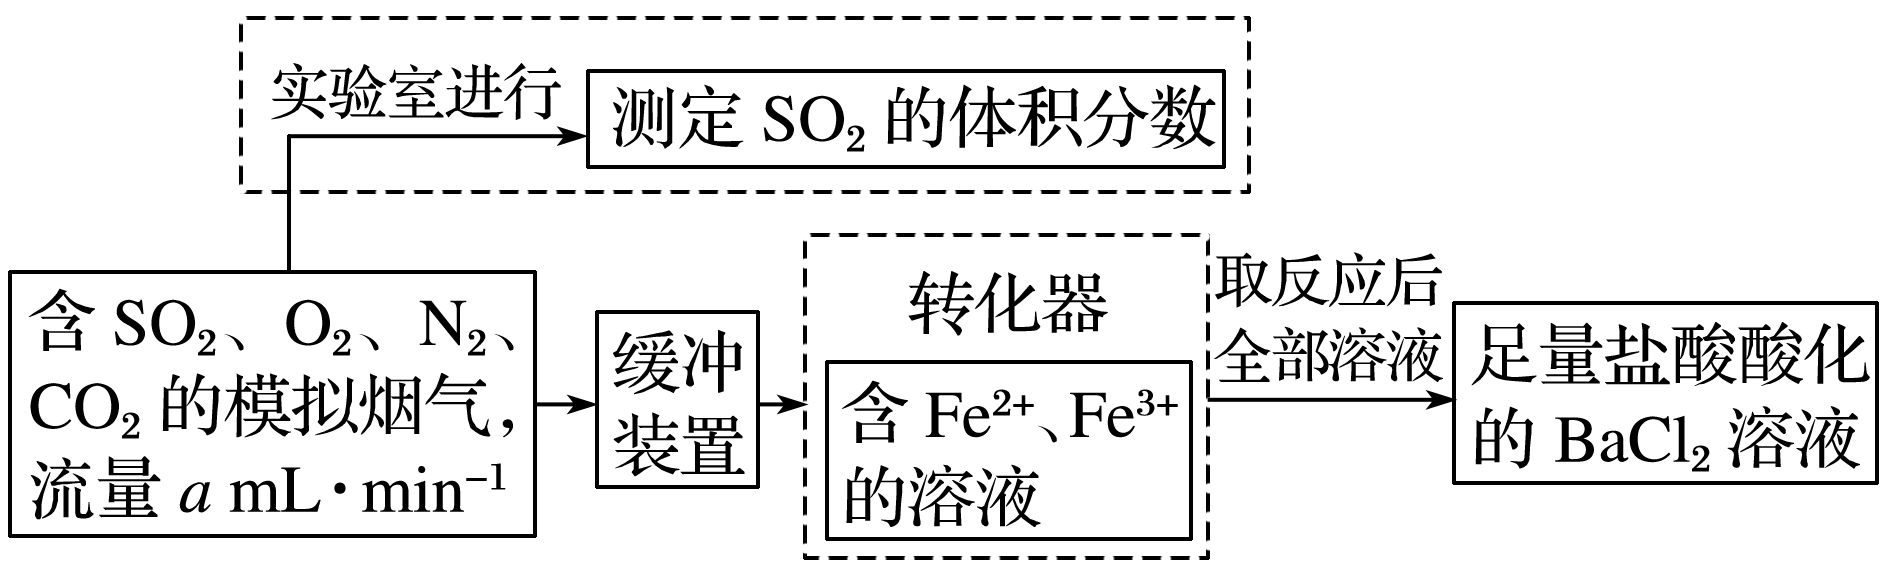 实验室进行
测定 SO₂ 的体积分数
含 SO₂、O₂、N₂、
CO₂ 的模拟烟气,
流量 a mL·min⁻¹
缓冲
装置
转化器
含 Fe²⁺、Fe³⁺
的溶液
取反应后
全部溶液
足量盐酸酸化
的 BaCl₂ 溶液